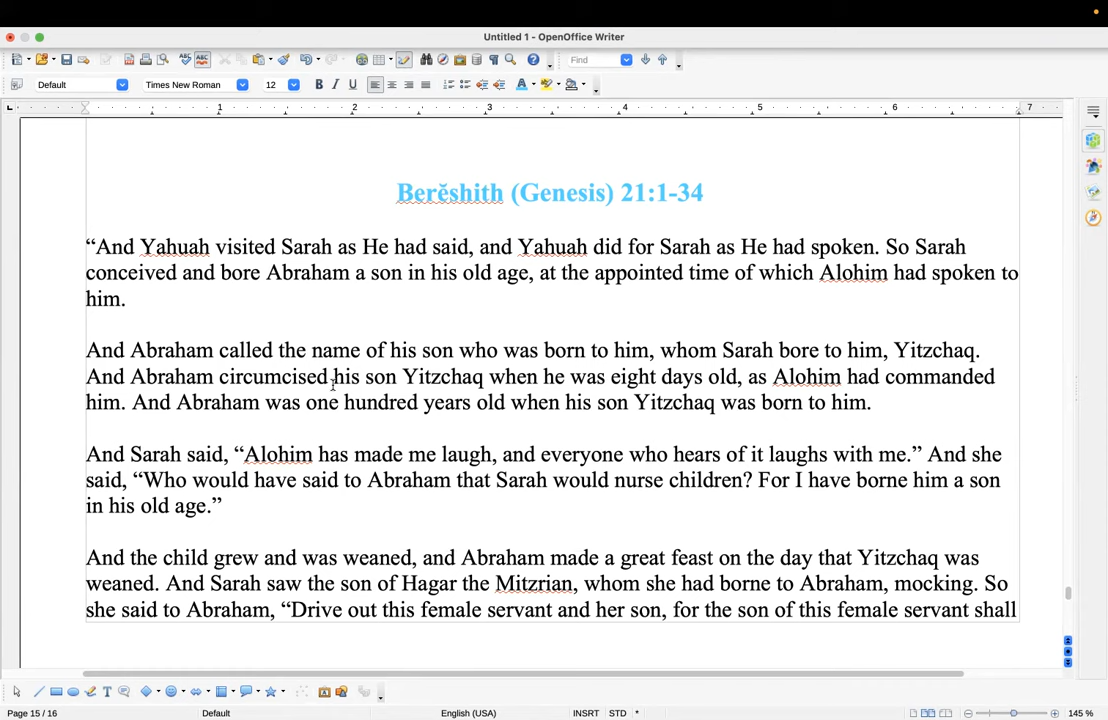 Untitled 1 - OpenOffice Writer
Find
Default
Times New Roman
12
1 2 3 4 5 6 7
Berĕshith (Genesis) 21:1-34
“And Yahuah visited Sarah as He had said, and Yahuah did for Sarah as He had spoken. So Sarah
conceived and bore Abraham a son in his old age, at the appointed time of which Alohim had spoken to
him.
And Abraham called the name of his son who was born to him, whom Sarah bore to him, Yitzchaq.
And Abraham circumcised his son Yitzchaq when he was eight days old, as Alohim had commanded
him. And Abraham was one hundred years old when his son Yitzchaq was born to him.
And Sarah said, “Alohim has made me laugh, and everyone who hears of it laughs with me.” And she
said, “Who would have said to Abraham that Sarah would nurse children? For I have borne him a son
in his old age.”
And the child grew and was weaned, and Abraham made a great feast on the day that Yitzchaq was
weaned. And Sarah saw the son of Hagar the Mitzrian, whom she had borne to Abraham, mocking. So
she said to Abraham, “Drive out this female servant and her son, for the son of this female servant shall
Page 15 / 16
Default
English (USA)
INSRT
STD
*
145 %